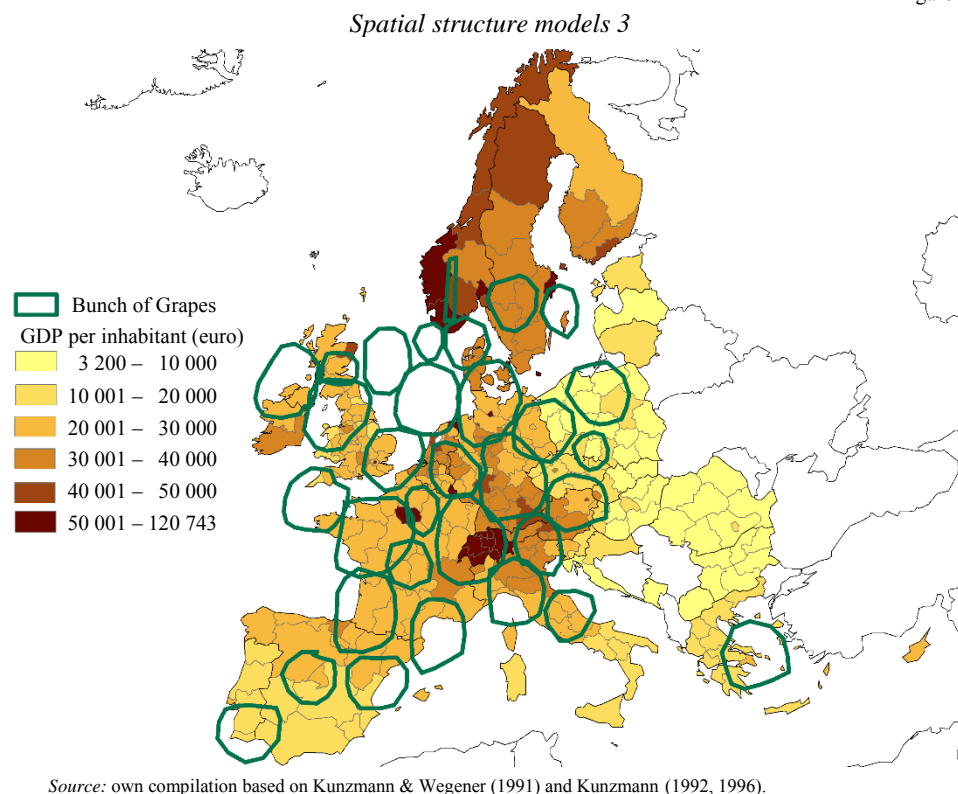 Spatial structure models 3
Bunch of Grapes
GDP per inhabitant (euro)
3 200 – 10 000
10 001 – 20 000
20 001 – 30 000
30 001 – 40 000
40 001 – 50 000
50 001 – 120 743
Source: own compilation based on Kunzmann & Wegener (1991) and Kunzmann (1992, 1996).